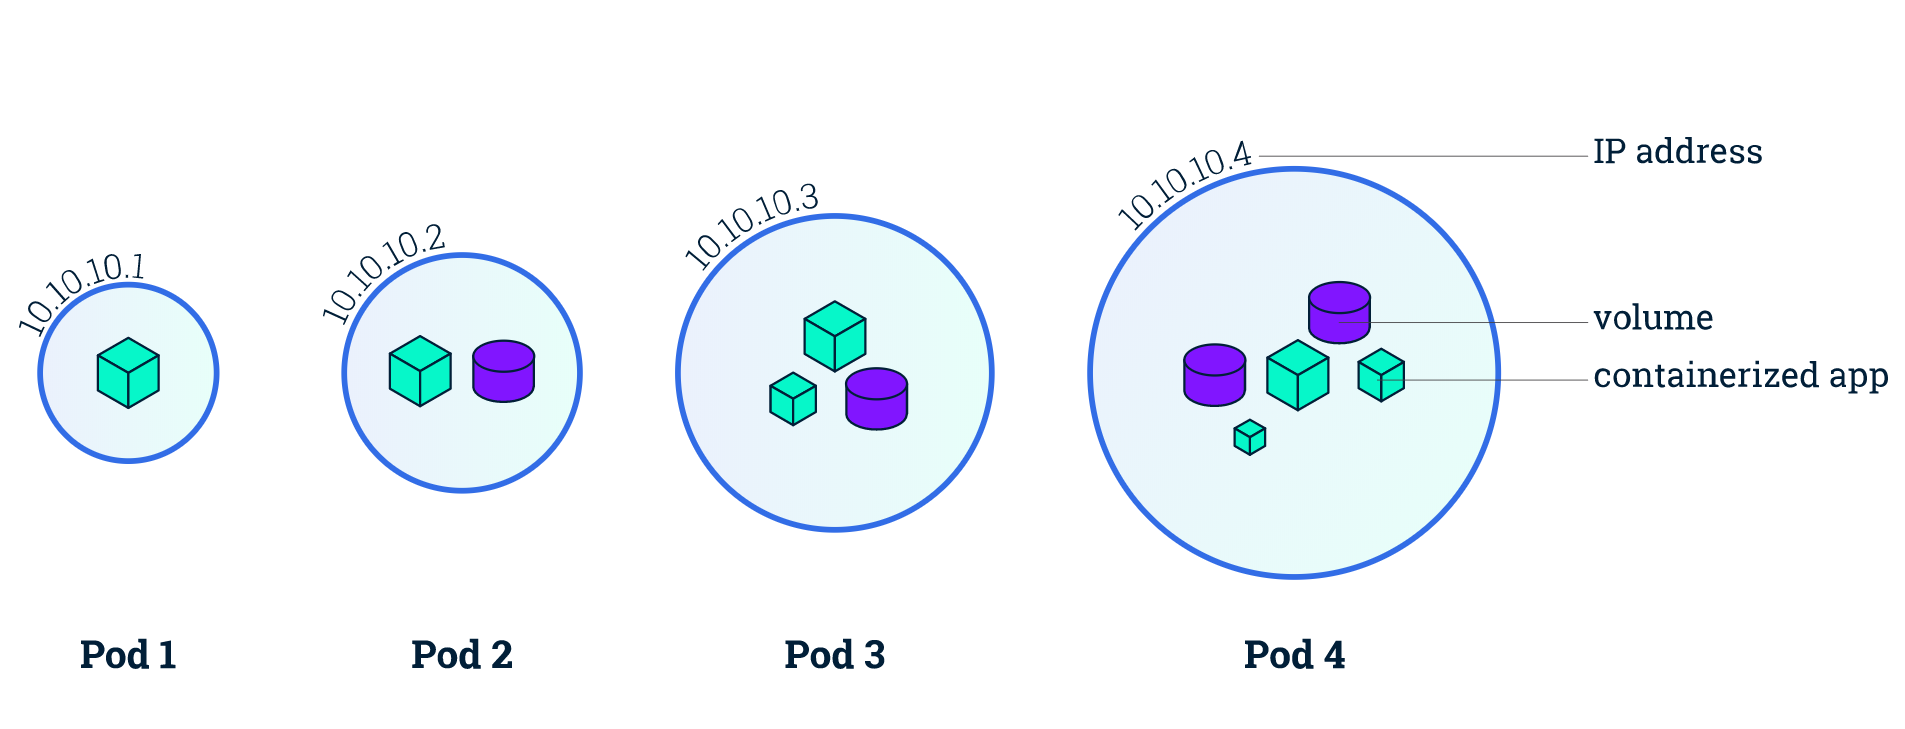 10.10.10.1
10.10.10.2
10.10.10.3
10.10.10.4
IP address
volume
containerized app
Pod 1
Pod 2
Pod 3
Pod 4